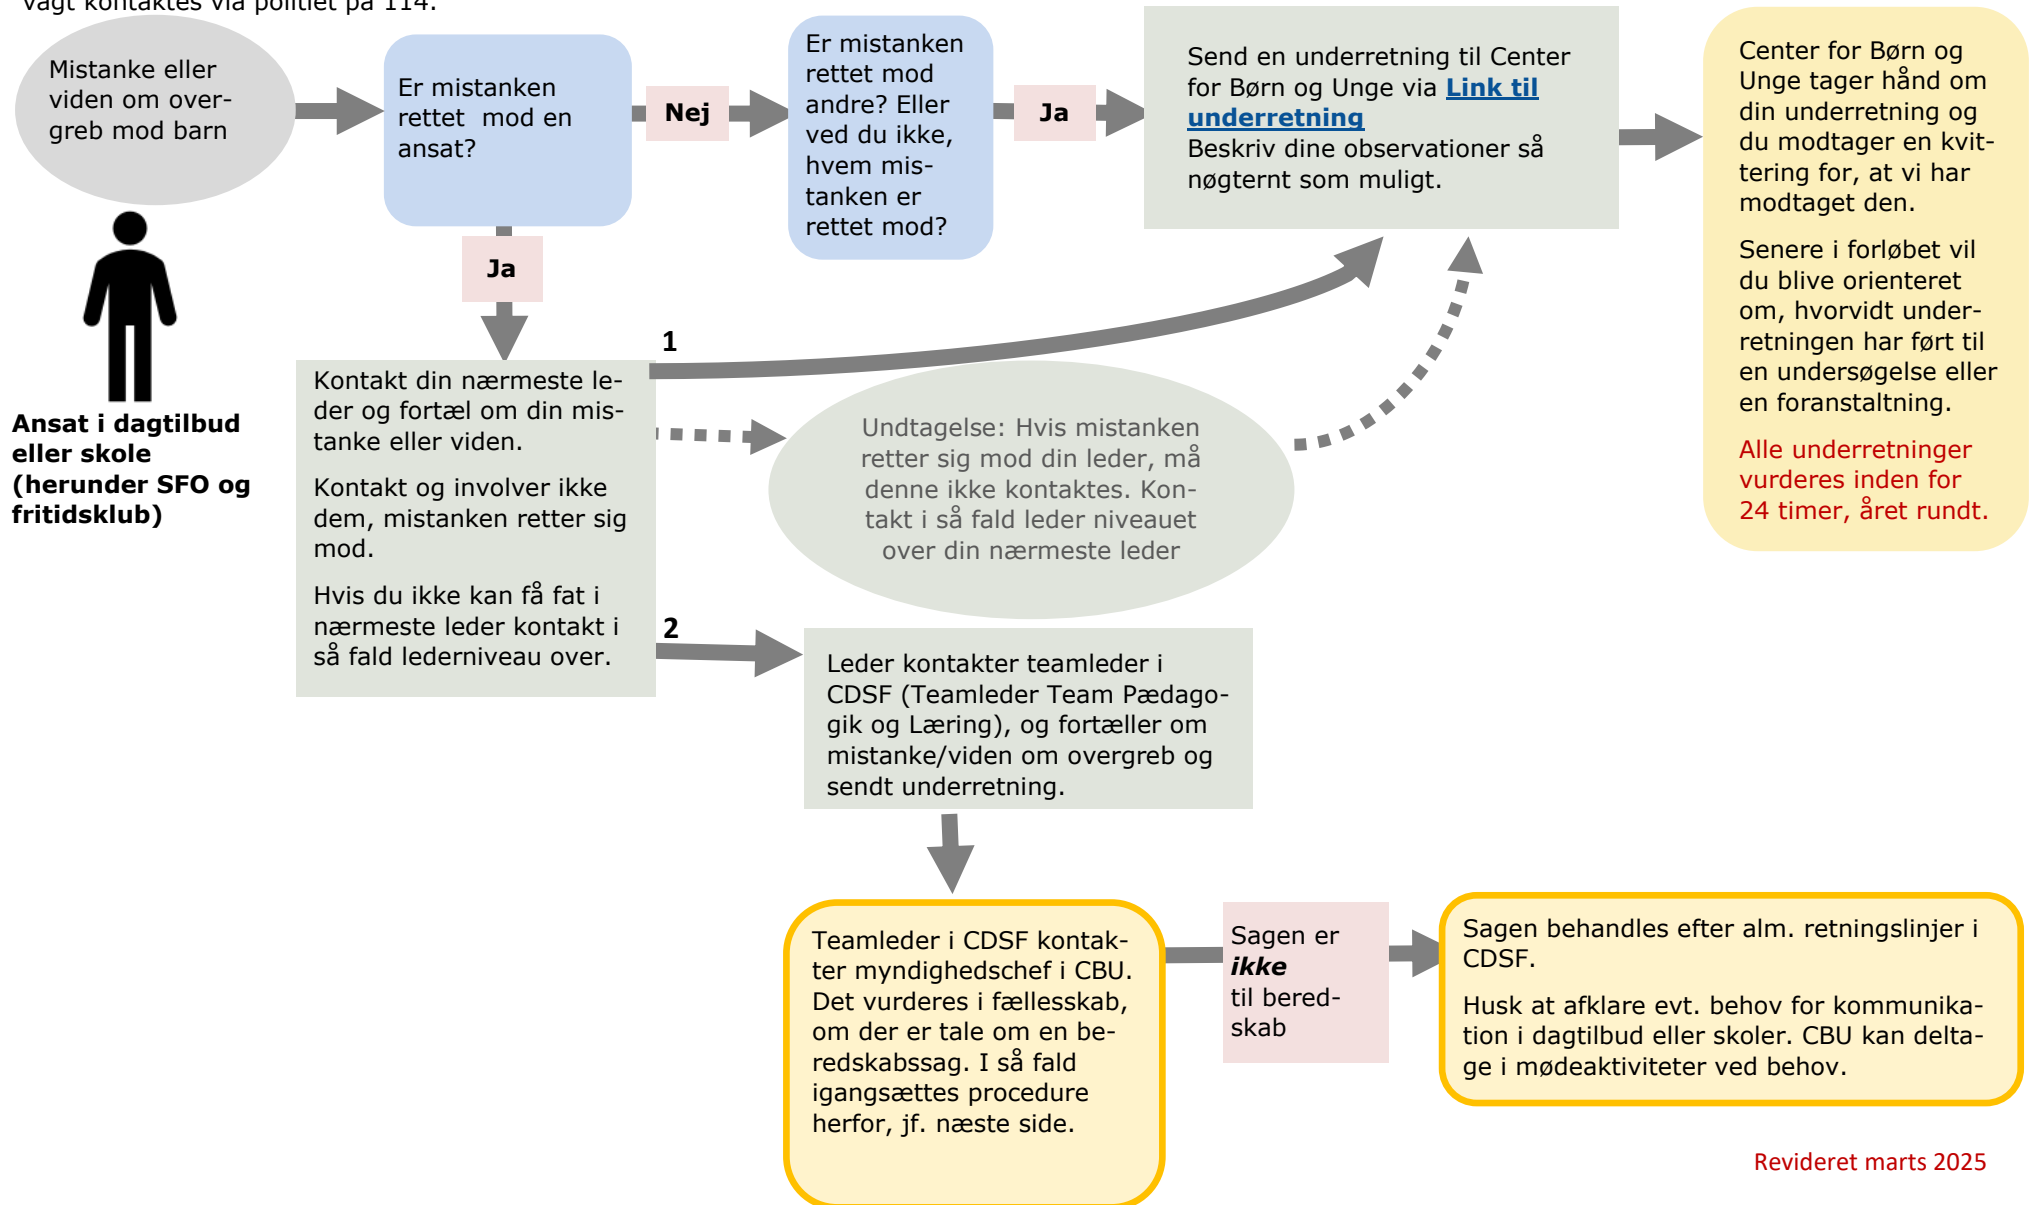 vagt kontaktes via politiet på 114.
Mistanke eller
viden om over-
greb mod barn
Ansat i dagtilbud
eller skole
(herunder SFO og
fritidsklub)
Er mistanken
rettet  mod en
ansat?
Nej
Er mistanken
rettet mod
andre? Eller
ved du ikke,
hvem mis-
tanken er
rettet mod?
Ja
Send en underretning til Center
for Børn og Unge via Link til
underretning
Beskriv dine observationer så
nøgternt som muligt.
Center for Børn og
Unge tager hånd om
din underretning og
du modtager en kvit-
tering for, at vi har
modtaget den.
Senere i forløbet vil
du blive orienteret
om, hvorvidt under-
retningen har ført til
en undersøgelse eller
en foranstaltning.
Alle underretninger
vurderes inden for
24 timer, året rundt.
Ja
Kontakt din nærmeste le-
der og fortæl om din mis-
tanke eller viden.
Kontakt og involver ikke
dem, mistanken retter sig
mod.
Hvis du ikke kan få fat i
nærmeste leder kontakt i
så fald lederniveau over.
1
Undtagelse: Hvis mistanken
retter sig mod din leder, må
denne ikke kontaktes. Kon-
takt i så fald leder niveauet
over din nærmeste leder
2
Leder kontakter teamleder i
CDSF (Teamleder Team Pædago-
gik og Læring), og fortæller om
mistanke/viden om overgreb og
sendt underretning.
Teamleder i CDSF kontak-
ter myndighedschef i CBU.
Det vurderes i fællesskab,
om der er tale om en be-
redskabssag. I så fald
igangsættes procedure
herfor, jf. næste side.
Sagen er
ikke
til bered-
skab
Sagen behandles efter alm. retningslinjer i
CDSF.
Husk at afklare evt. behov for kommunika-
tion i dagtilbud eller skoler. CBU kan delta-
ge i mødeaktiviteter ved behov.
Revideret marts 2025